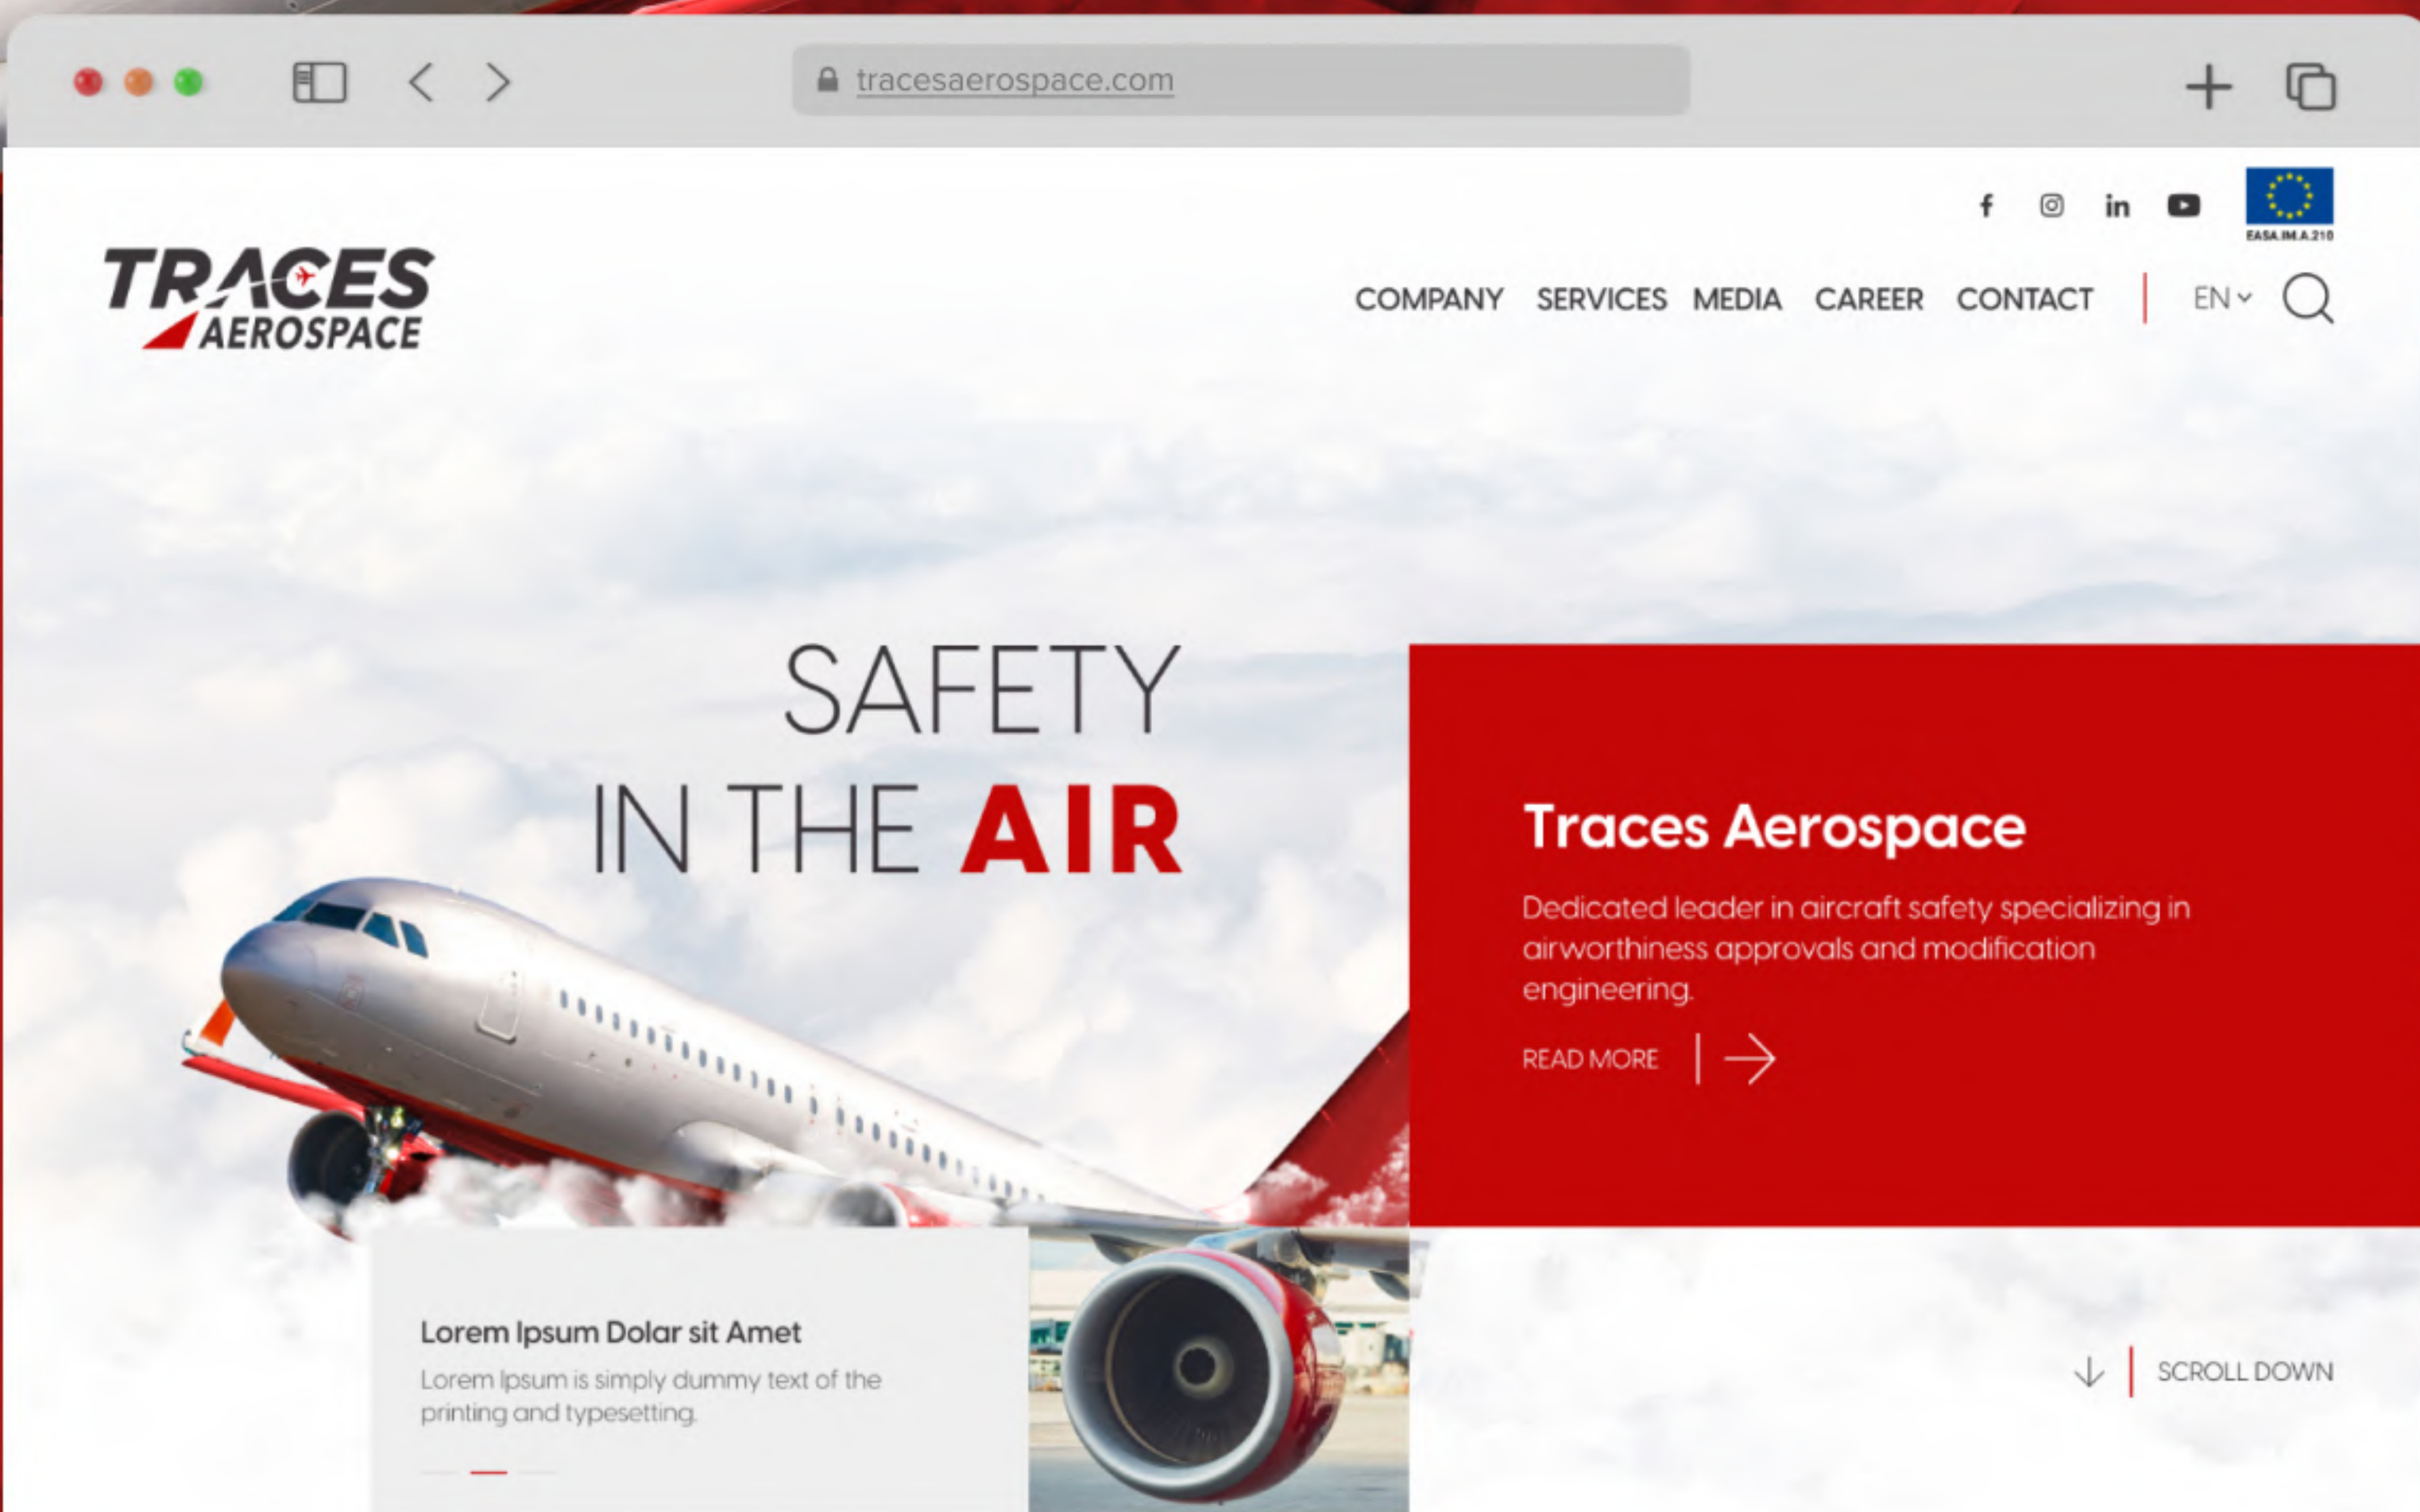 tracesaerospace.com
EASA.IM.A.210
TRACES
AEROSPACE
COMPANY SERVICES MEDIA CAREER CONTACT EN
SAFETY
IN THE AIR
Traces Aerospace
Dedicated leader in aircraft safety specializing in
airworthiness approvals and modification
engineering.
READ MORE
Lorem Ipsum Dolar sit Amet
Lorem Ipsum is simply dummy text of the
printing and typesetting.
SCROLL DOWN